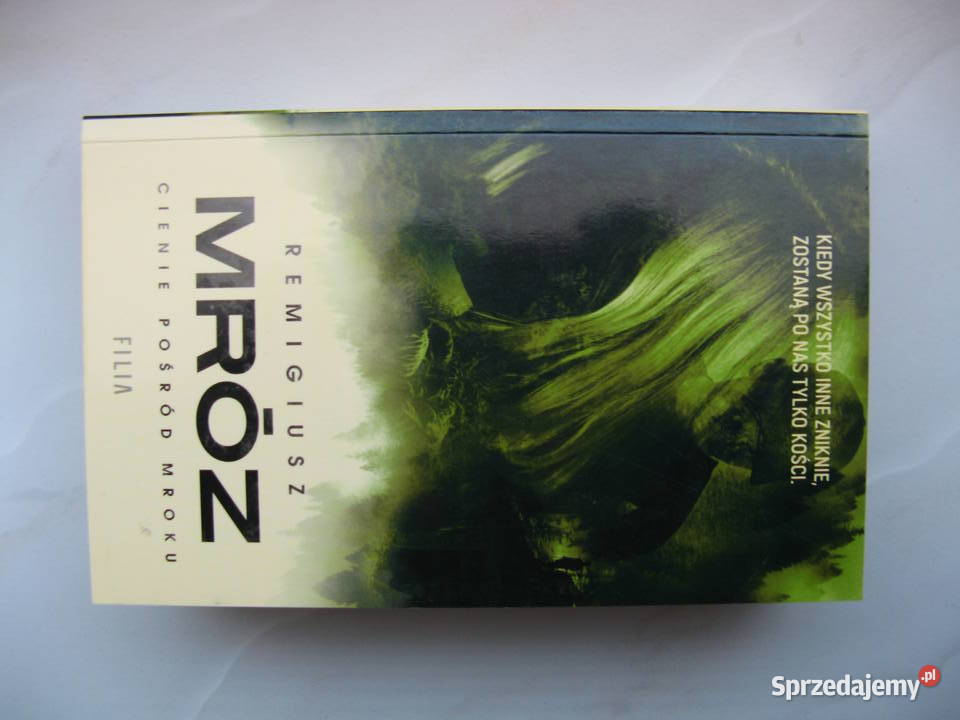 KIEDY WSZYSTKO INNE ZNIKNIE,
ZOSTANĄ PO NAS TYLKO KOŚCI.
REMIGIUSZ
MRÓZ
CIENIE POŚRÓD MROKU
FILIA
Sprzedajemy.pl